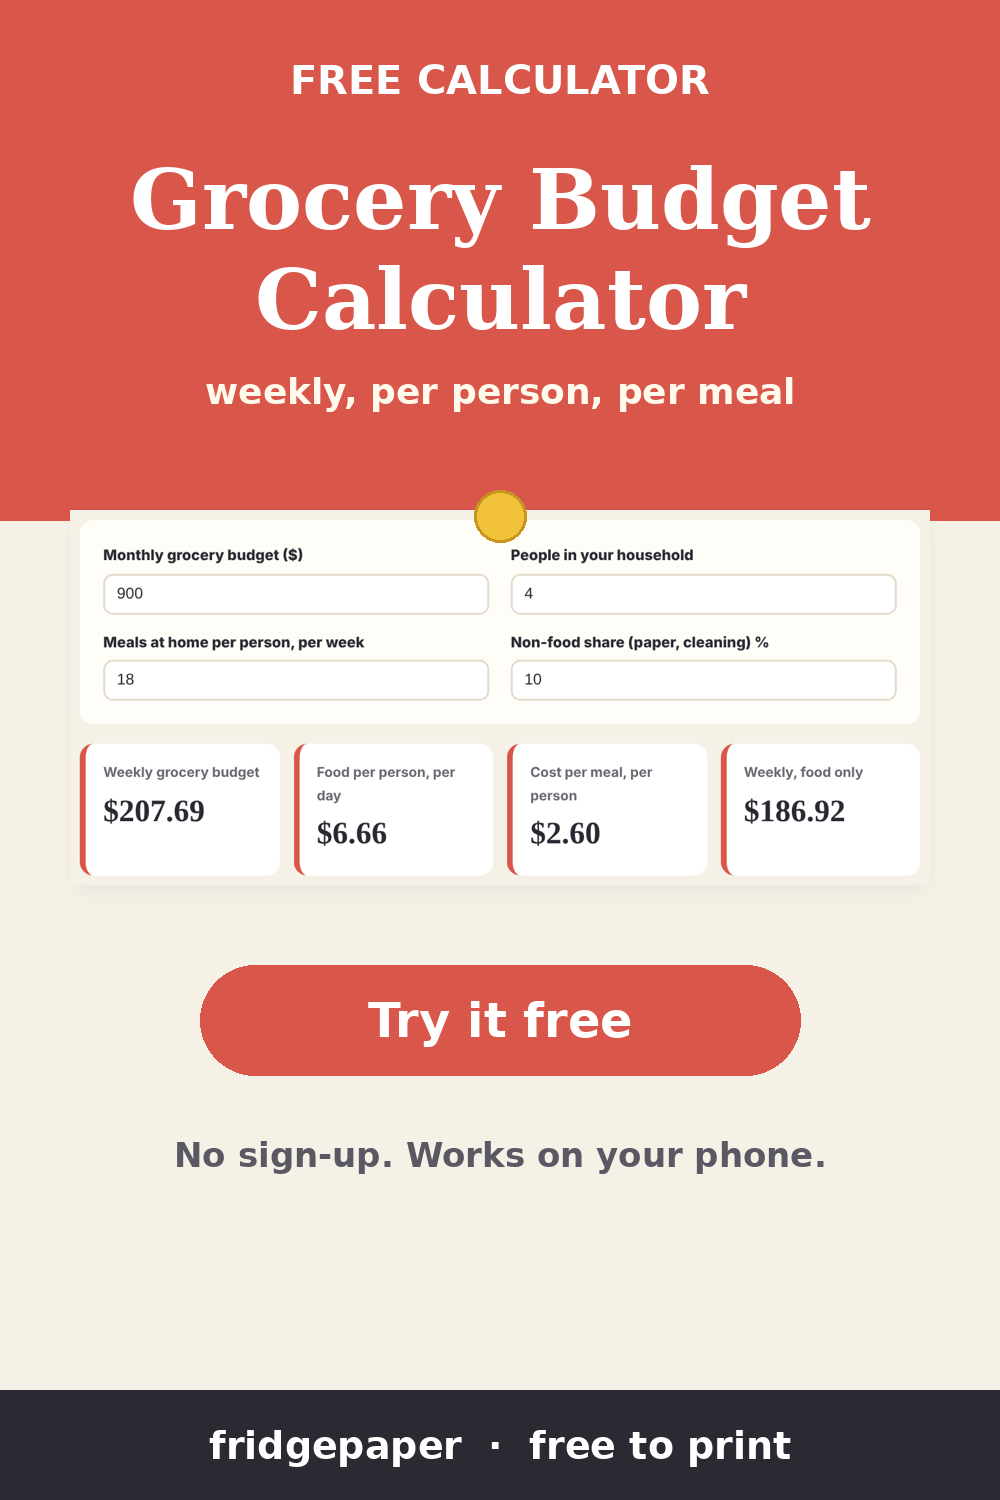 FREE CALCULATOR
Grocery Budget
Calculator
weekly, per person, per meal
Monthly grocery budget ($)
900
People in your household
4
Meals at home per person, per week
18
Non-food share (paper, cleaning) %
10
Weekly grocery budget
$207.69
Food per person, per
day
$6.66
Cost per meal, per
person
$2.60
Weekly, food only
$186.92
Try it free
No sign-up. Works on your phone.
fridgepaper · free to print